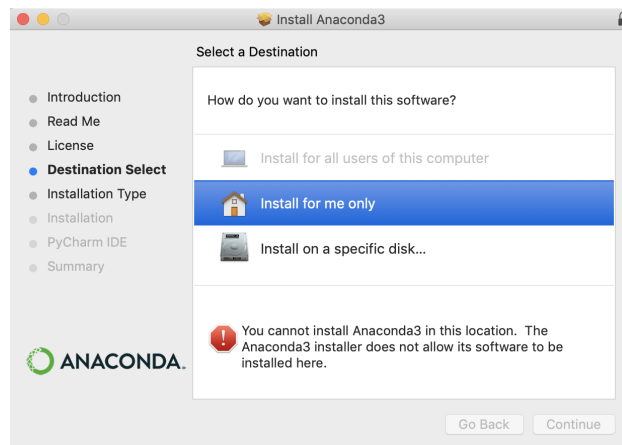 Install Anaconda3
Select a Destination
Introduction
Read Me
License
Destination Select
Installation Type
Installation
PyCharm IDE
Summary
How do you want to install this software?
Install for all users of this computer
Install for me only
Install on a specific disk...
You cannot install Anaconda3 in this location. The
Anaconda3 installer does not allow its software to be
installed here.
ANACONDA.
Go Back
Continue